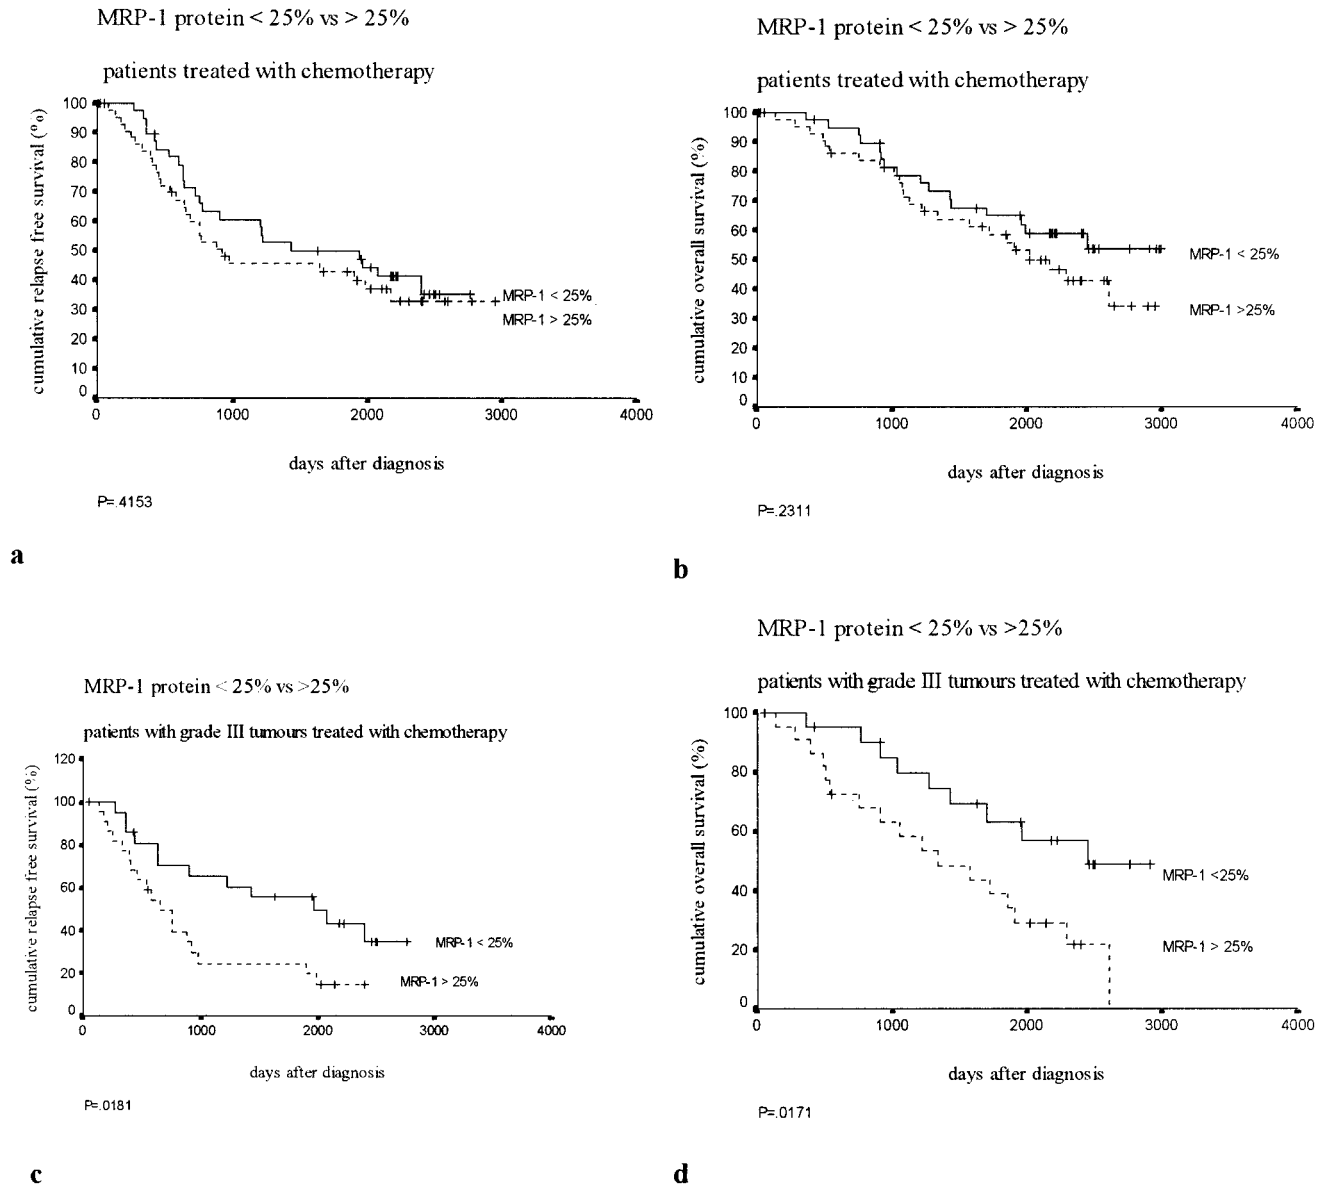 MRP-1 protein < 25% vs > 25%
patients treated with chemotherapy
cumulative relapse free survival (%)
100
90
80
70
60
50
40
30
20
10
0
0 1000 2000 3000 4000
MRP-1 < 25%
MRP-1 > 25%
days after diagnosis
P=.4153
a
MRP-1 protein < 25% vs > 25%
patients treated with chemotherapy
cumulative overall survival (%)
100
90
80
70
60
50
40
30
20
10
0
0 1000 2000 3000 4000
MRP-1 < 25%
MRP-1 >25%
days after diagnosis
P=.2311
b
MRP-1 protein < 25% vs >25%
patients with grade III tumours treated with chemotherapy
cumulative relapse free survival (%)
120
100
80
60
40
20
0
0 1000 2000 3000 4000
MRP-1 < 25%
MRP-1 > 25%
days after diagnosis
P=.0181
c
MRP-1 protein < 25% vs >25%
patients with grade III tumours treated with chemotherapy
cumulative overall survival (%)
100
80
60
40
20
0
0 1000 2000 3000 4000
MRP-1 <25%
MRP-1 > 25%
days after diagnosis
P=.0171
d